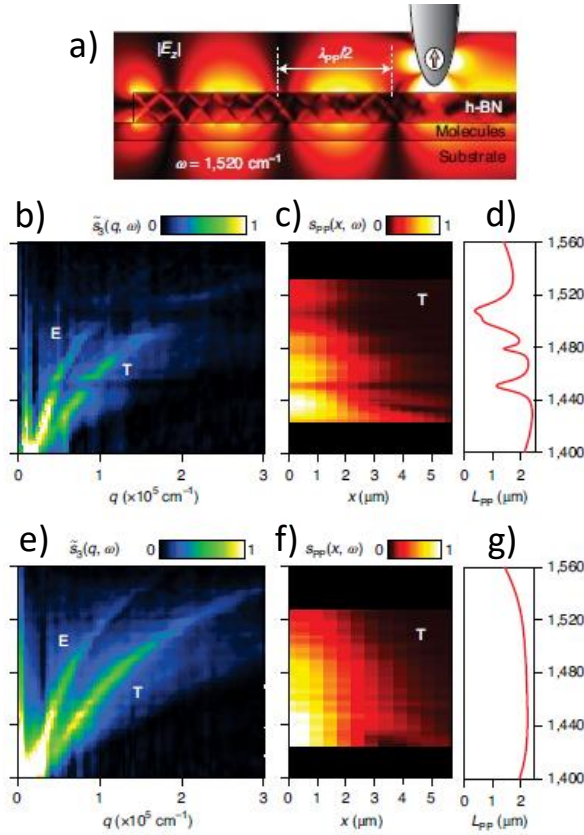 a)
|E_z|
λ_PP/2
h-BN
Molecules
ω = 1,520 cm⁻¹
Substrate
b) c) d)
s̃₃(q, ω) 0 1 s_PP(x, ω) 0 1
E T T
1,560
1,520
1,480
1,440
1,400
0 1 2 3 0 1 2 3 4 5 0 1 2
q (×10⁵ cm⁻¹) x (μm) L_PP (μm)
e) f) g)
s̃₃(q, ω) 0 1 s_PP(x, ω) 0 1
E T T
1,560
1,520
1,480
1,440
1,400
0 1 2 3 0 1 2 3 4 5 0 1 2
q (×10⁵ cm⁻¹) x (μm) L_PP (μm)